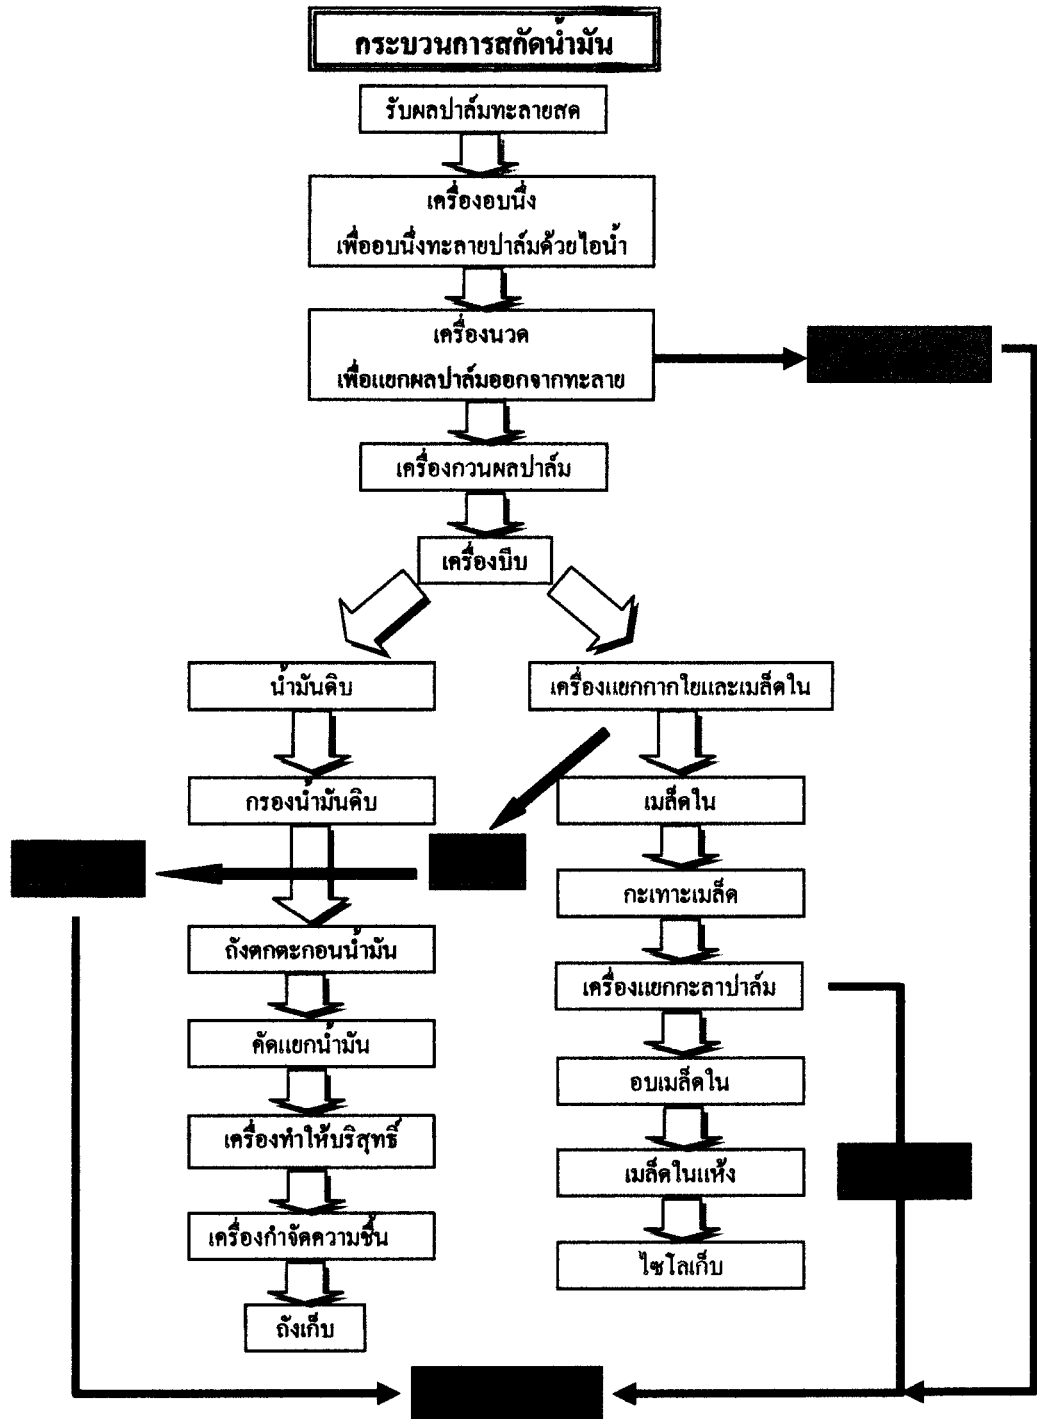 กระบวนการสกัดน้ำมัน
รับผลปาล์มทะลายสด
เครื่องอบนึ่ง
เพื่ออบนึ่งทะลายปาล์มด้วยไอน้ำ
เครื่องนวด
เพื่อแยกผลปาล์มออกจากทะลาย
เครื่องกวนผลปาล์ม
เครื่องบีบ
น้ำมันดิบ
กรองน้ำมันดิบ
ถังตกตะกอนน้ำมัน
คัดแยกน้ำมัน
เครื่องทำให้บริสุทธิ์
เครื่องกำจัดความชื้น
ถังเก็บ
เครื่องแยกกากใยและเมล็ดใน
เมล็ดใน
กะเทาะเมล็ด
เครื่องแยกกะลาปาล์ม
อบเมล็ดใน
เมล็ดในแห้ง
ไซโลเก็บ